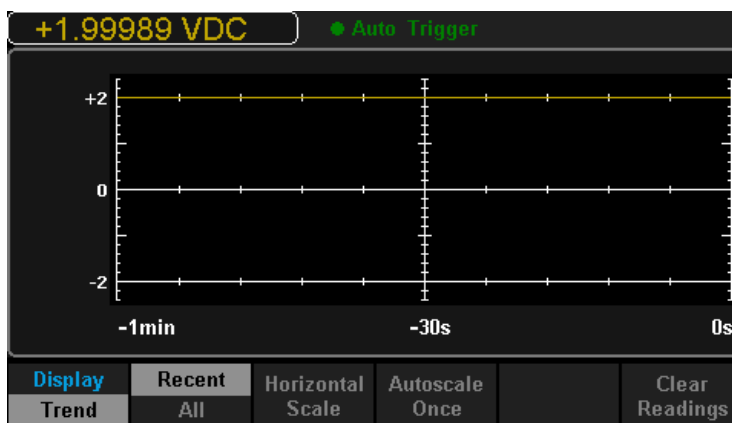 +1.99989 VDC
Auto Trigger
+2
0
-2
-1min -30s 0s
Display Recent Horizontal Autoscale Clear
Trend All Scale Once Readings